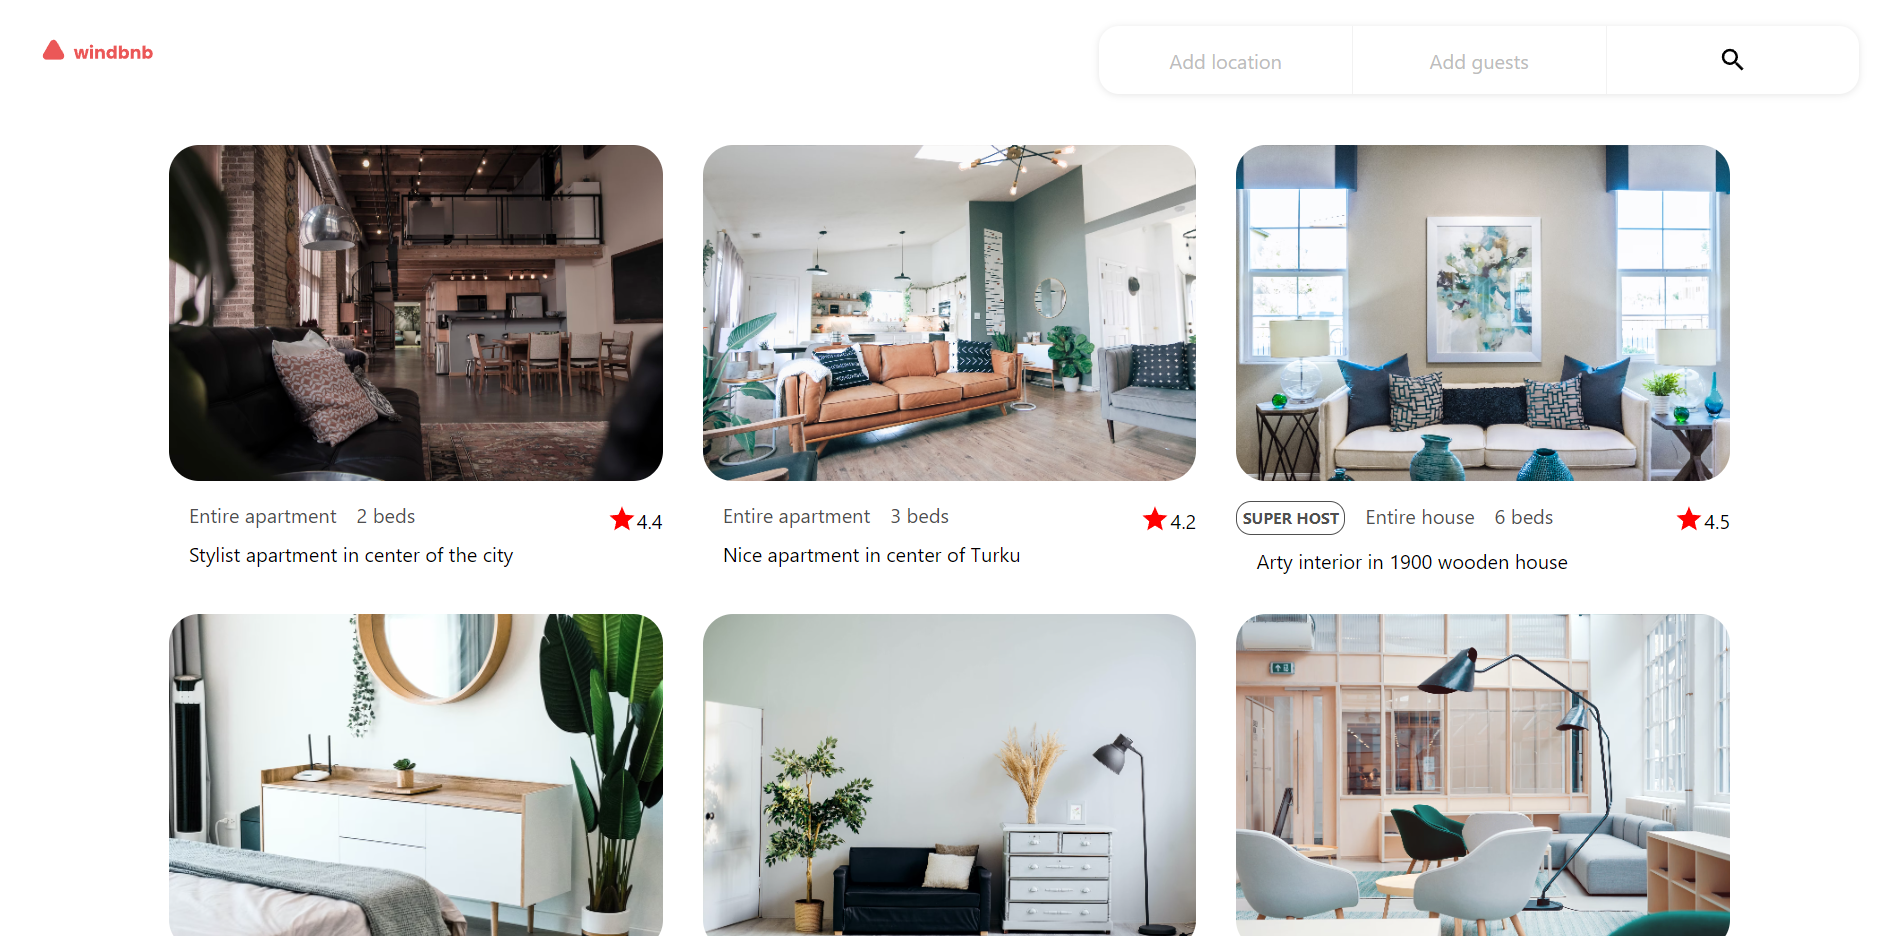 windbnb
Add location
Add guests
Entire apartment 2 beds 4.4
Stylist apartment in center of the city
Entire apartment 3 beds 4.2
Nice apartment in center of Turku
SUPER HOST Entire house 6 beds 4.5
Arty interior in 1900 wooden house